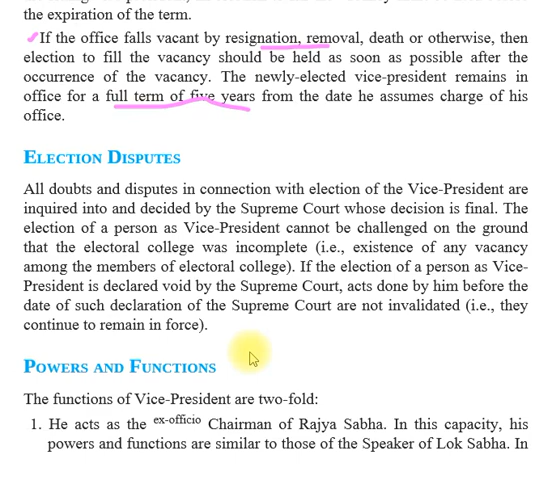 the expiration of the term.
If the office falls vacant by resignation, removal, death or otherwise, then
election to fill the vacancy should be held as soon as possible after the
occurrence of the vacancy. The newly-elected vice-president remains in
office for a full term of five years from the date he assumes charge of his
office.
ELECTION DISPUTES
All doubts and disputes in connection with election of the Vice-President are
inquired into and decided by the Supreme Court whose decision is final. The
election of a person as Vice-President cannot be challenged on the ground
that the electoral college was incomplete (i.e., existence of any vacancy
among the members of electoral college). If the election of a person as Vice-
President is declared void by the Supreme Court, acts done by him before the
date of such declaration of the Supreme Court are not invalidated (i.e., they
continue to remain in force).
POWERS AND FUNCTIONS
The functions of Vice-President are two-fold:
1. He acts as the ex-officio Chairman of Rajya Sabha. In this capacity, his
powers and functions are similar to those of the Speaker of Lok Sabha. In